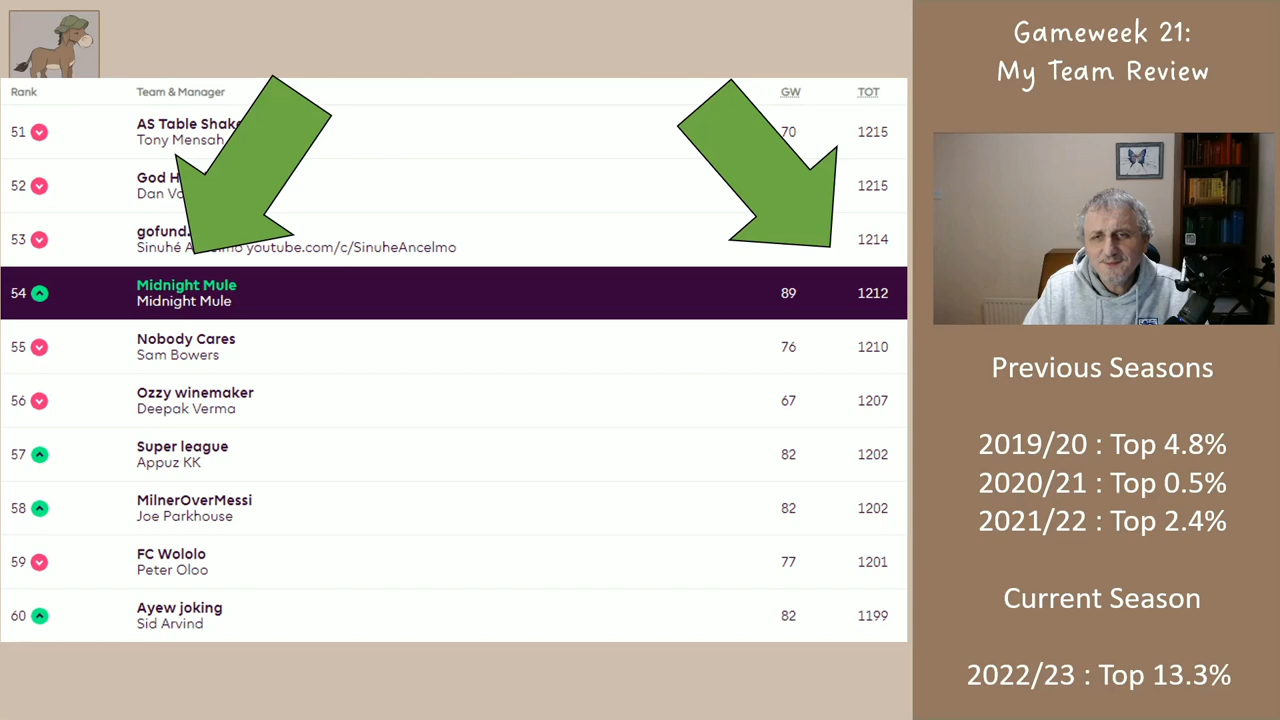 Gameweek 21:
My Team Review
Rank Team & Manager GW TOT
51 AS Table Tony Mensah 70 1215
52 God Dan 1215
53 gofund. Sinuhé youtube.com/c/SinuheAncelmo 1214
54 Midnight Mule Midnight Mule 89 1212
55 Nobody Cares Sam Bowers 76 1210
56 Ozzy winemaker Deepak Verma 67 1207
57 Super league Appuz KK 82 1202
58 MilnerOverMessi Joe Parkhouse 82 1202
59 FC Wololo Peter Oloo 77 1201
60 Ayew joking Sid Arvind 82 1199
Previous Seasons
2019/20 : Top 4.8%
2020/21 : Top 0.5%
2021/22 : Top 2.4%
Current Season
2022/23 : Top 13.3%